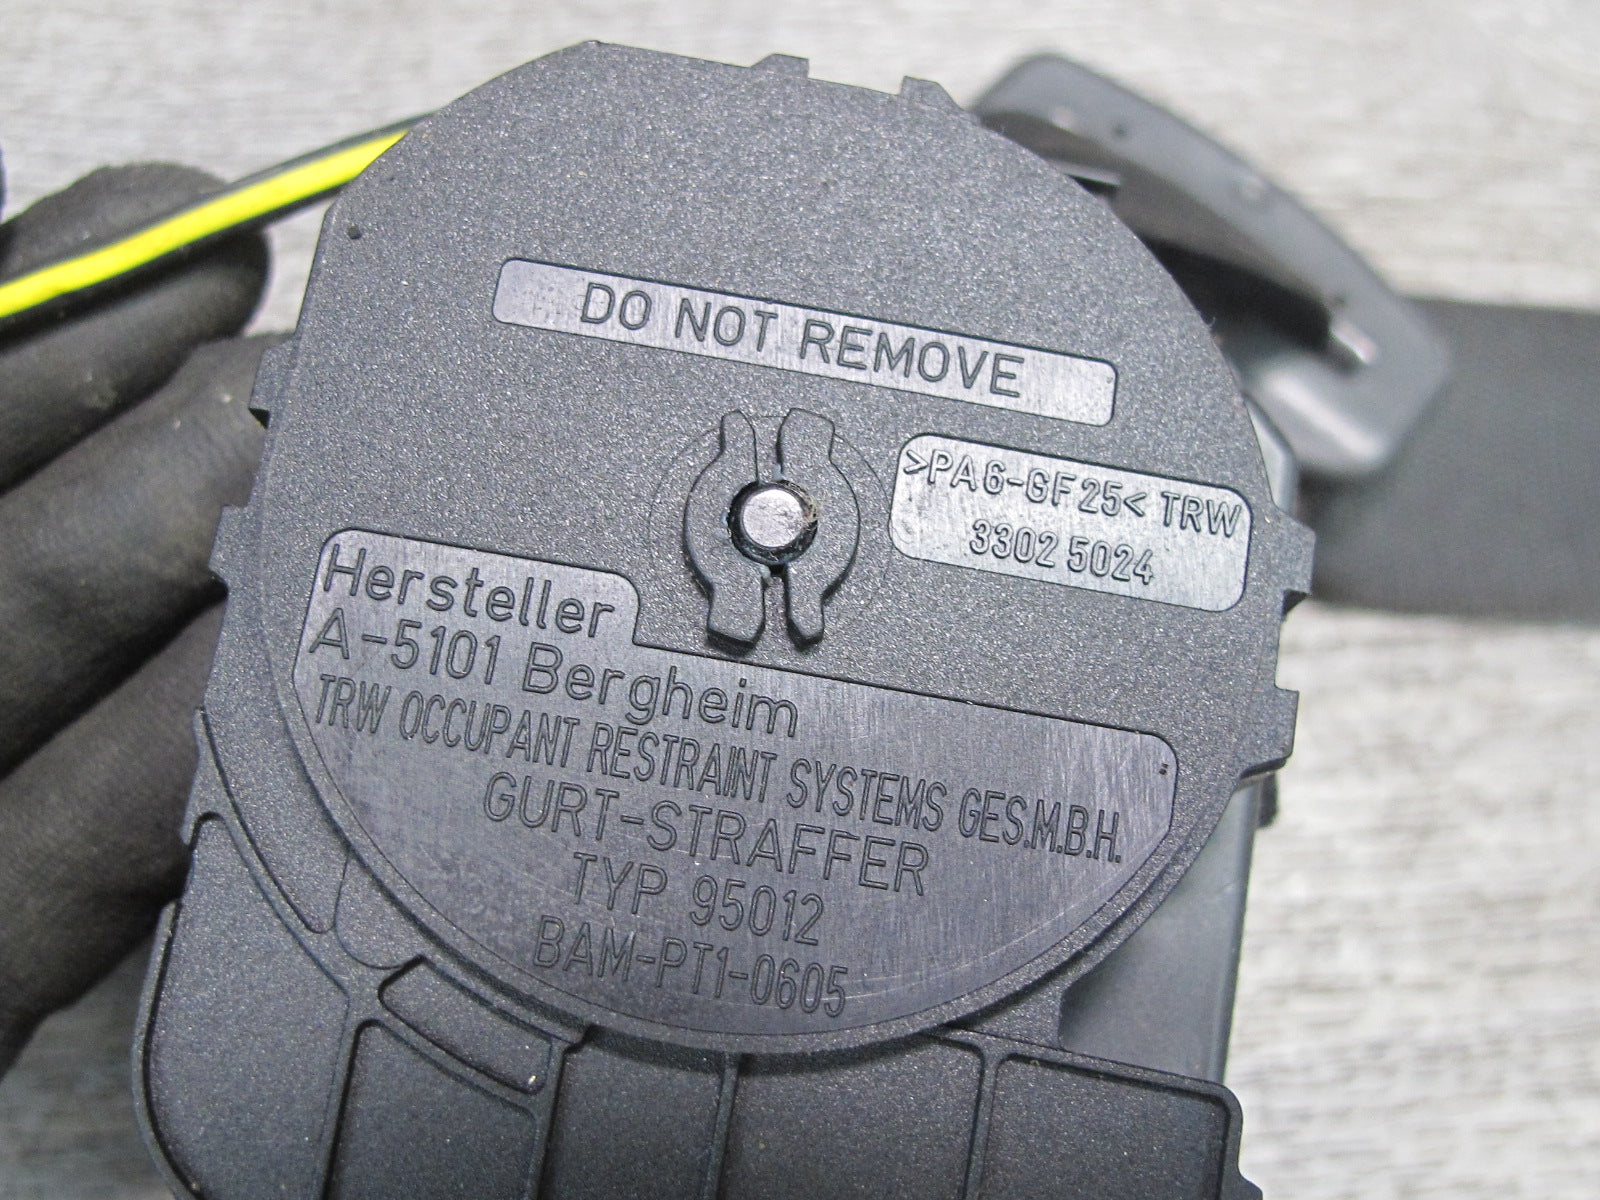 DO NOT REMOVE
>PA6-GF25< TRW
3302 5024
Hersteller
A-5101 Bergheim
TRW OCCUPANT RESTRAINT SYSTEMS GES.M.B.H.
GURT-STRAFFER
TYP 95012
BAM-PT1-0605